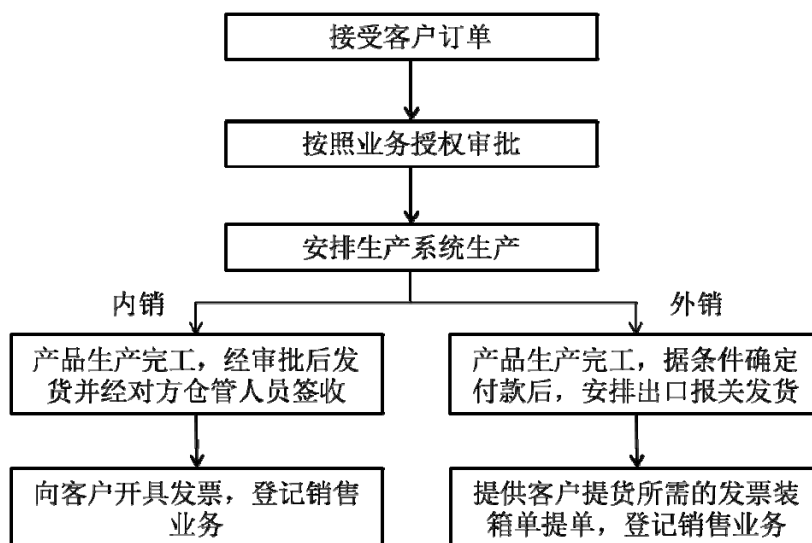 接受客户订单
按照业务授权审批
安排生产系统生产
内销
外销
产品生产完工，经审批后发
货并经对方仓管人员签收
产品生产完工，据条件确定
付款后，安排出口报关发货
向客户开具发票，登记销售
业务
提供客户提货所需的发票装
箱单提单，登记销售业务